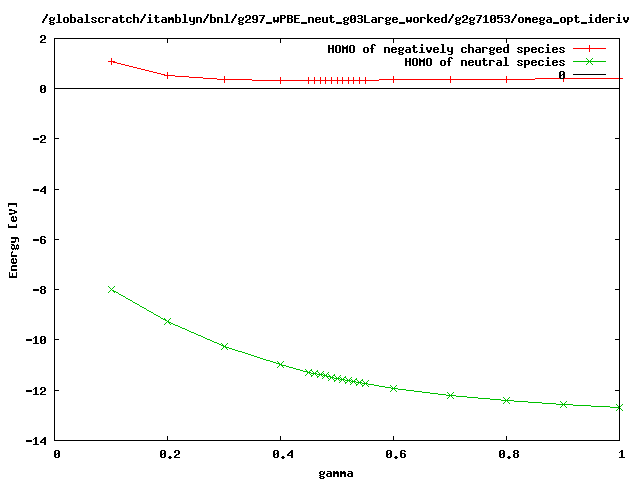 /globalscratch/itamblyn/bnl/g297_wPBE_neut_g03Large_worked/g2g71053/omega_opt_ideriv
HOMO of negatively charged species
HOMO of neutral species
0
2
0
-2
-4
-6
-8
-10
-12
-14
Energy [eV]
0 0.2 0.4 0.6 0.8 1
gamma